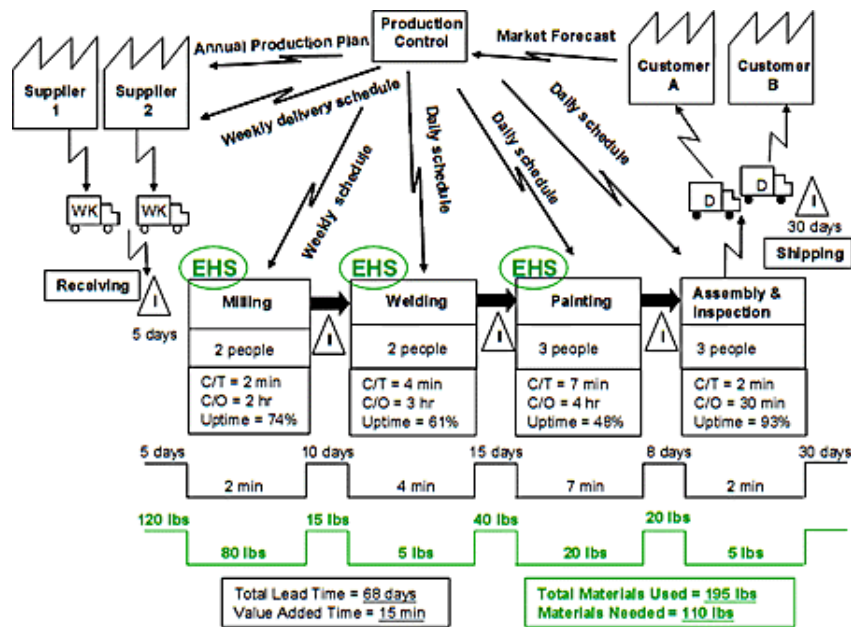 Production
Control
Annual Production Plan
Market Forecast
Supplier
1
Supplier
2
Customer
A
Customer
B
Weekly delivery schedule
Weekly schedule
Daily schedule
Daily schedule
Daily schedule
WK
WK
D
D
I
30 days
Shipping
Receiving
I
5 days
EHS
EHS
EHS
Milling
Welding
Painting
Assembly &
Inspection
I
I
I
2 people
2 people
3 people
3 people
C/T = 2 min
C/O = 2 hr
Uptime = 74%
C/T = 4 min
C/O = 3 hr
Uptime = 61%
C/T = 7 min
C/O = 4 hr
Uptime = 48%
C/T = 2 min
C/O = 30 min
Uptime = 93%
5 days 10 days 15 days 8 days 30 days
2 min 4 min 7 min 2 min
120 lbs 15 lbs 40 lbs 20 lbs
80 lbs 5 lbs 20 lbs 5 lbs
Total Lead Time = 68 days
Value Added Time = 15 min
Total Materials Used = 195 lbs
Materials Needed = 110 lbs